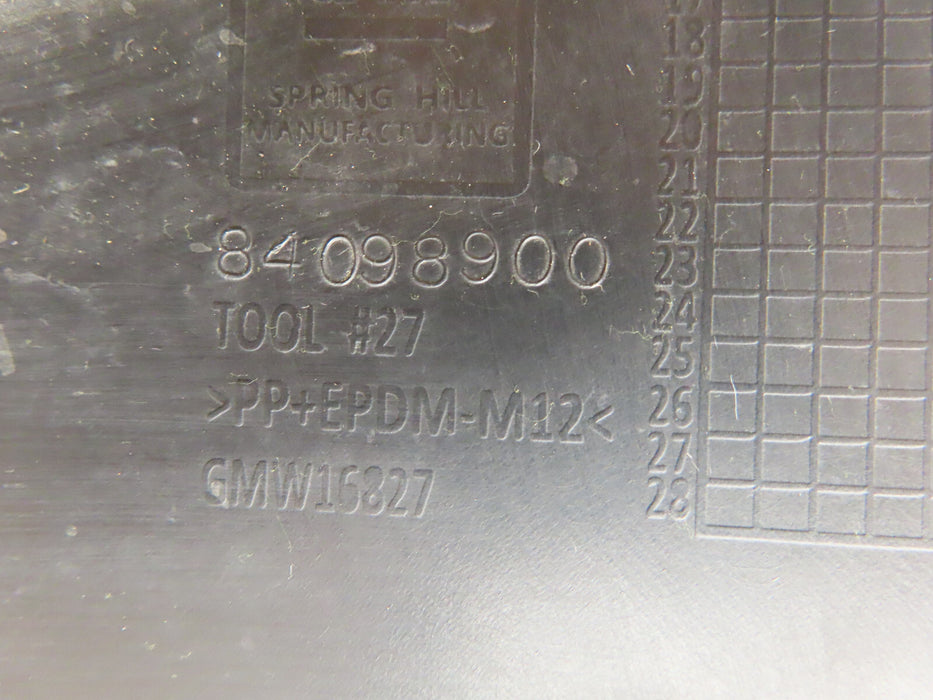 SPRING HILL
MANUFACTURING
84098900
TOOL #27
>PP+EPDM-M12<
GMW16827
17
18
19
20
21
22
23
24
25
26
27
28